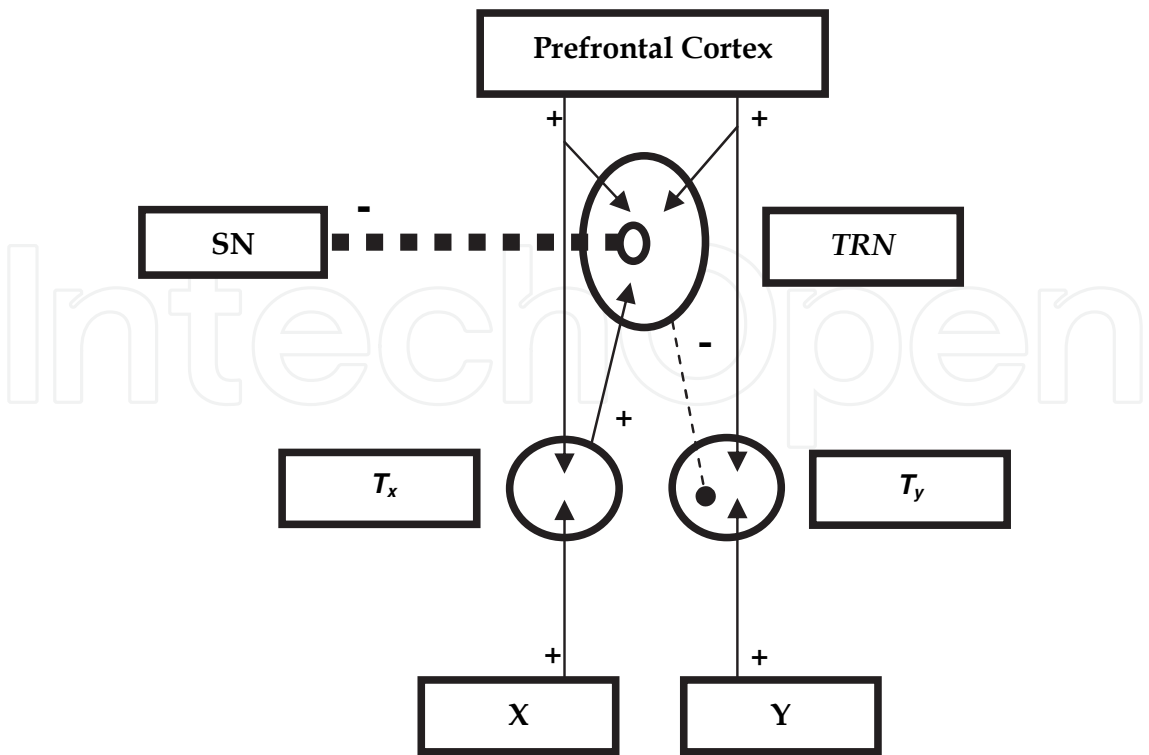 Prefrontal Cortex
+ +
-
SN
TRN
-
+
Tx
Ty
+ +
X
Y
IntechOpen